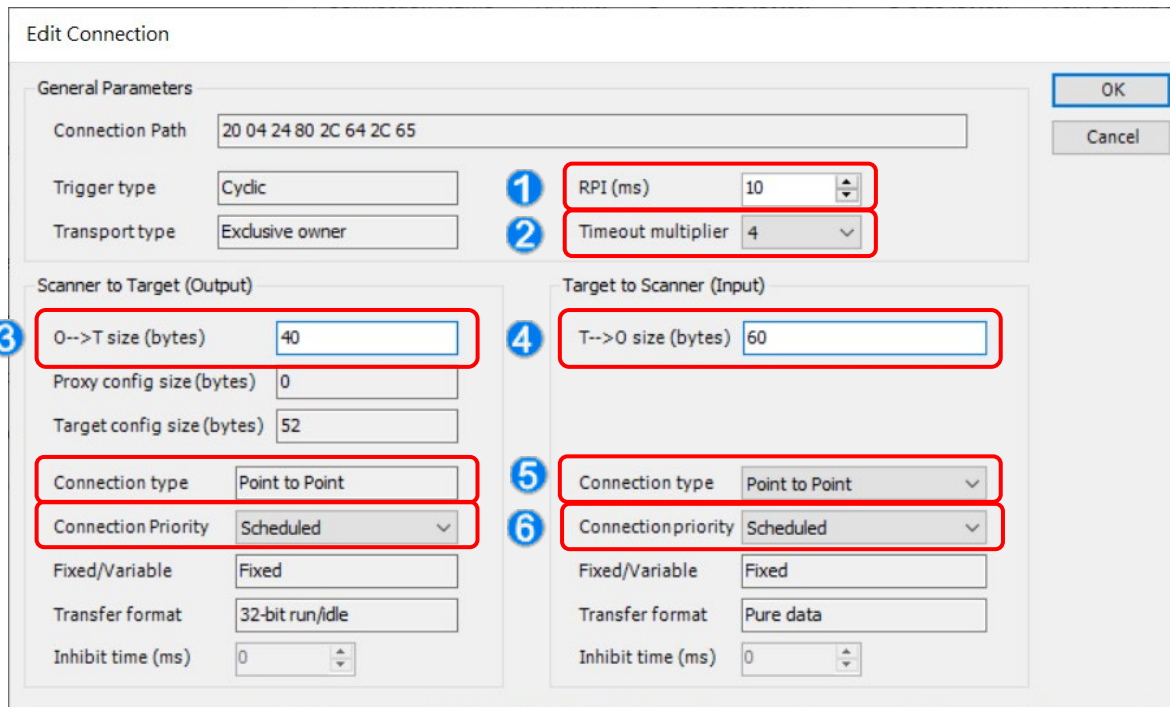 Edit Connection
General Parameters
OK
Connection Path 20 04 24 80 2C 64 2C 65
Cancel
Trigger type Cyclic 1 RPI (ms) 10
Transport type Exclusive owner 2 Timeout multiplier 4
Scanner to Target (Output) Target to Scanner (Input)
3 O-->T size (bytes) 40 4 T-->O size (bytes) 60
Proxy config size (bytes) 0
Target config size (bytes) 52
Connection type Point to Point 5 Connection type Point to Point
Connection Priority Scheduled 6 Connection priority Scheduled
Fixed/Variable Fixed Fixed/Variable Fixed
Transfer format 32-bit run/idle Transfer format Pure data
Inhibit time (ms) 0 Inhibit time (ms) 0